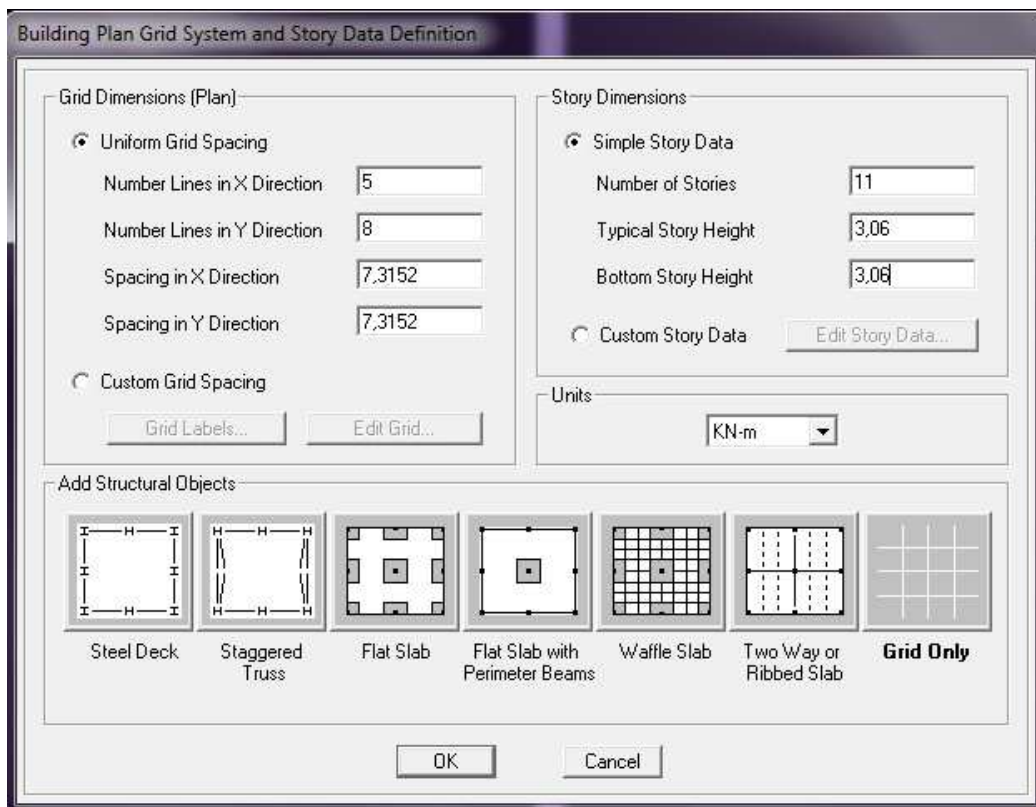 Building Plan Grid System and Story Data Definition
Grid Dimensions (Plan)
Uniform Grid Spacing
Number Lines in X Direction 5
Number Lines in Y Direction 8
Spacing in X Direction 7,3152
Spacing in Y Direction 7,3152
Custom Grid Spacing
Grid Labels... Edit Grid...
Story Dimensions
Simple Story Data
Number of Stories 11
Typical Story Height 3,06
Bottom Story Height 3,06
Custom Story Data Edit Story Data...
Units
KN-m
Add Structural Objects
Steel Deck
Staggered
Truss
Flat Slab
Flat Slab with
Perimeter Beams
Waffle Slab
Two Way or
Ribbed Slab
Grid Only
OK Cancel